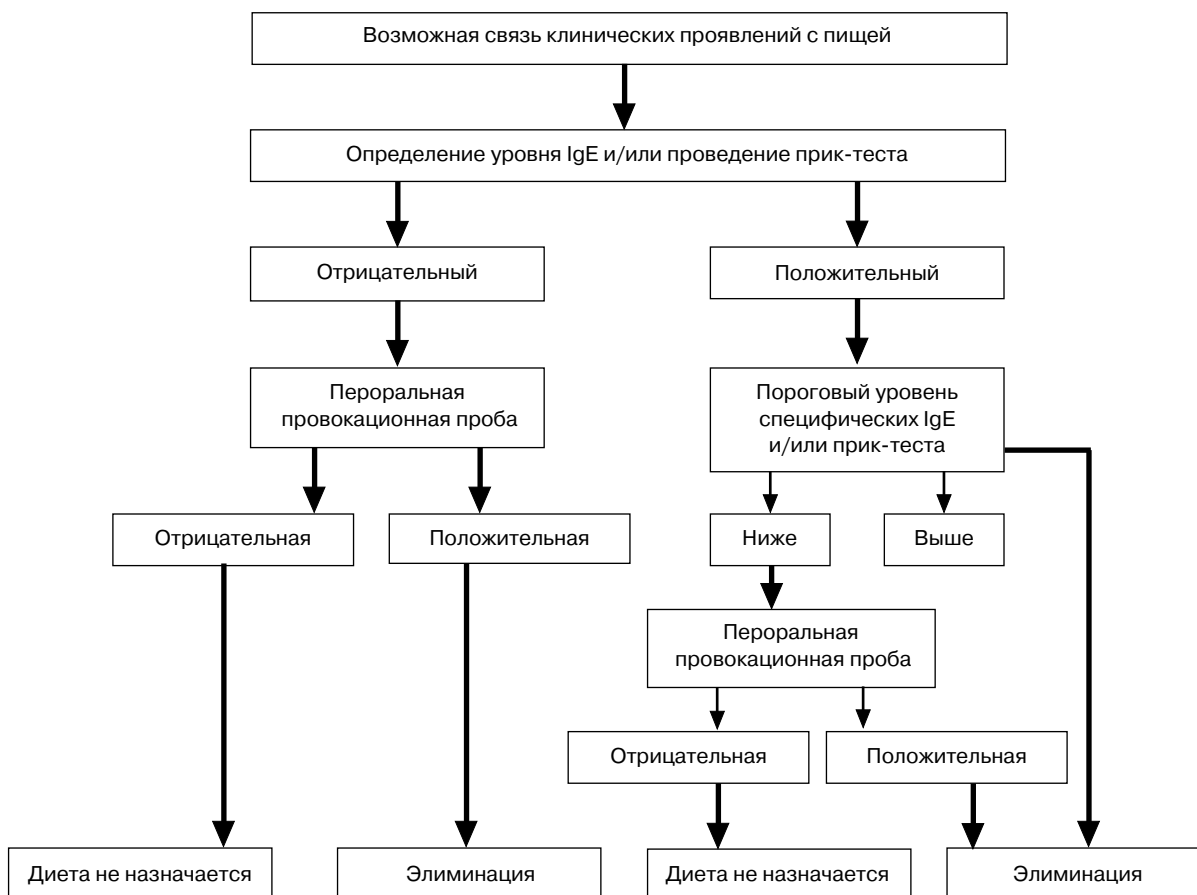 Возможная связь клинических проявлений с пищей
Определение уровня IgE и/или проведение прик-теста
Отрицательный
Положительный
Пероральная
провокационная проба
Пороговый уровень
специфических IgE
и/или прик-теста
Отрицательная
Положительная
Ниже
Выше
Пероральная
провокационная проба
Отрицательная
Положительная
Диета не назначается
Элиминация
Диета не назначается
Элиминация